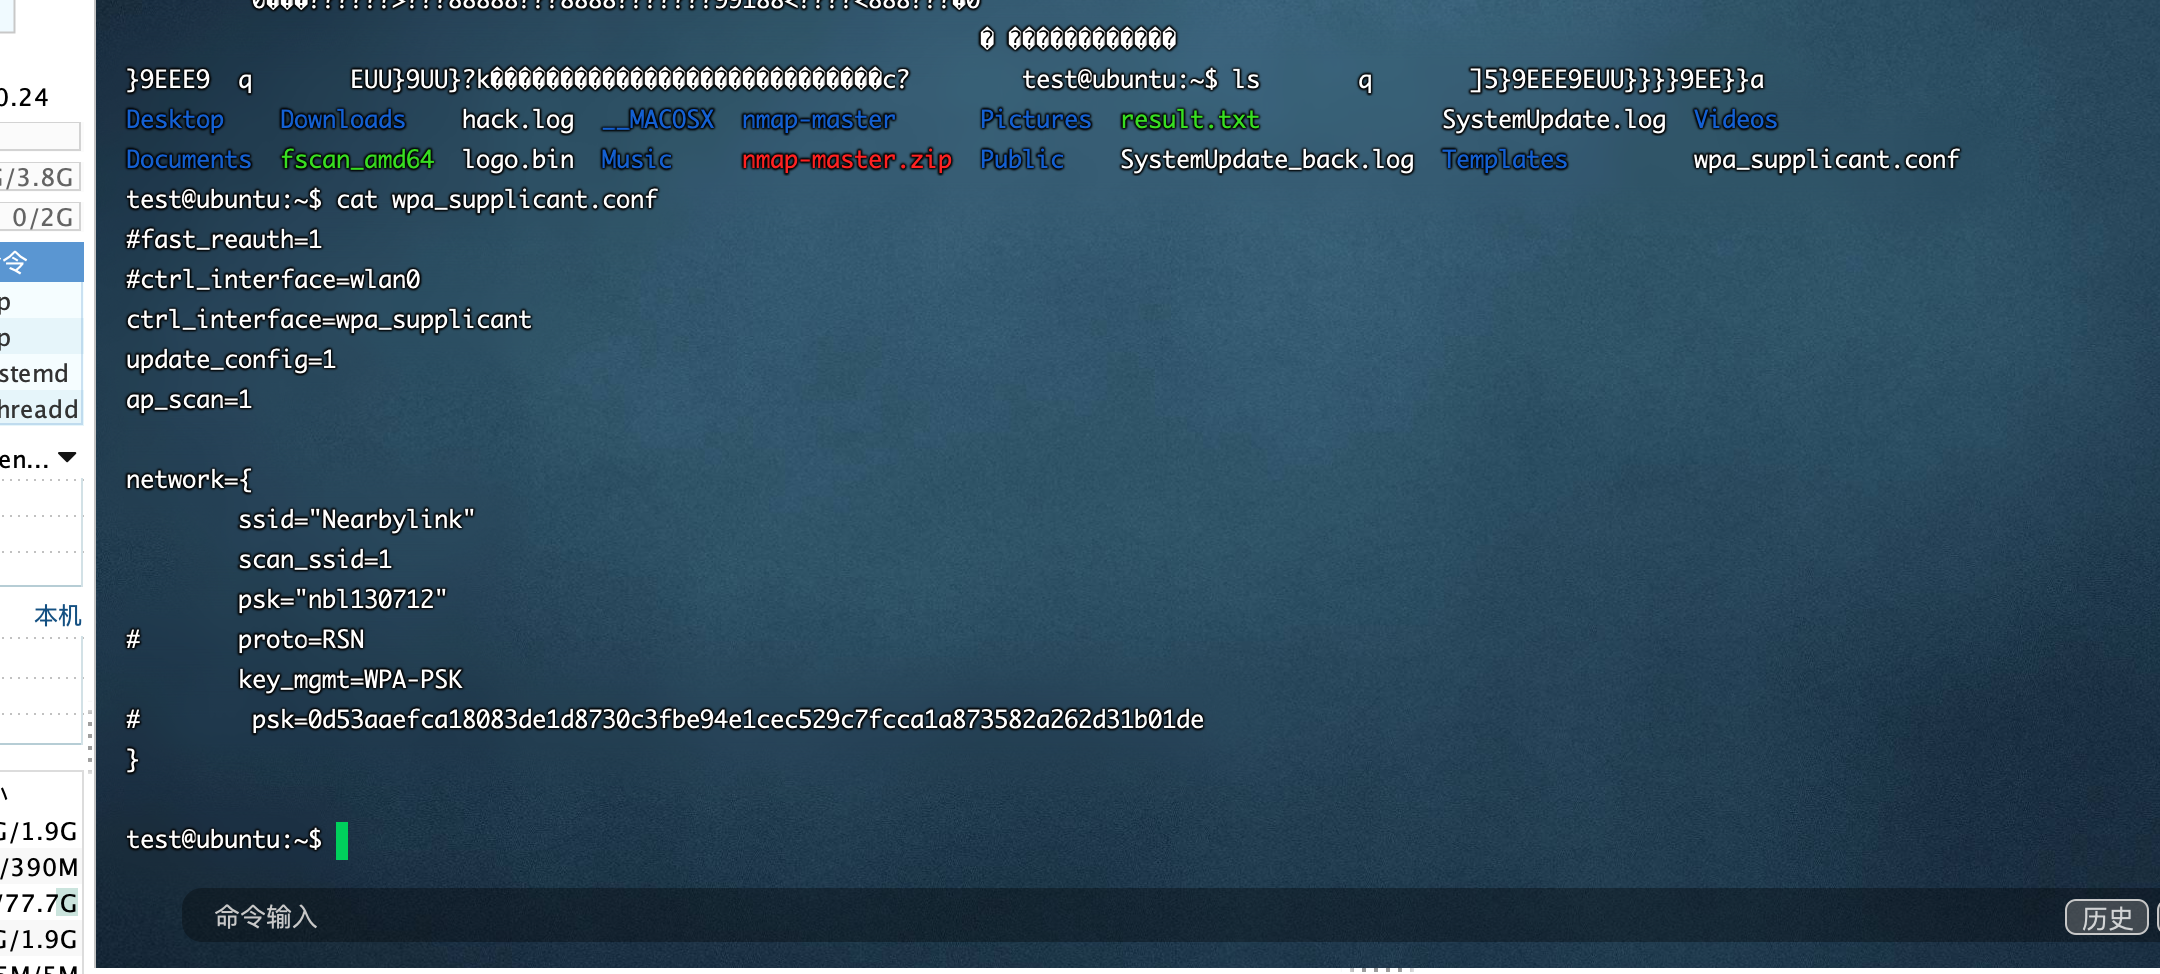 0.24
G/3.8G
0/2G
令
p
p
stemd
hreadd
en...
本机
G/1.9G
/390M
/77.7G
G/1.9G
5M/5M
}9EEE9 q EUU}9UU}?k����������������������������c? test@ubuntu:~$ ls q ]5}9EEE9EUU}}}}9EE}}a
Desktop Downloads hack.log __MACOSX nmap-master Pictures result.txt SystemUpdate.log Videos
Documents fscan_amd64 logo.bin Music nmap-master.zip Public SystemUpdate_back.log Templates wpa_supplicant.conf
test@ubuntu:~$ cat wpa_supplicant.conf
#fast_reauth=1
#ctrl_interface=wlan0
ctrl_interface=wpa_supplicant
update_config=1
ap_scan=1
network={
ssid="Nearbylink"
scan_ssid=1
psk="nbl130712"
# proto=RSN
key_mgmt=WPA-PSK
# psk=0d53aaefca18083de1d8730c3fbe94e1cec529c7fcca1a873582a262d31b01de
}
test@ubuntu:~$
命令输入
历史